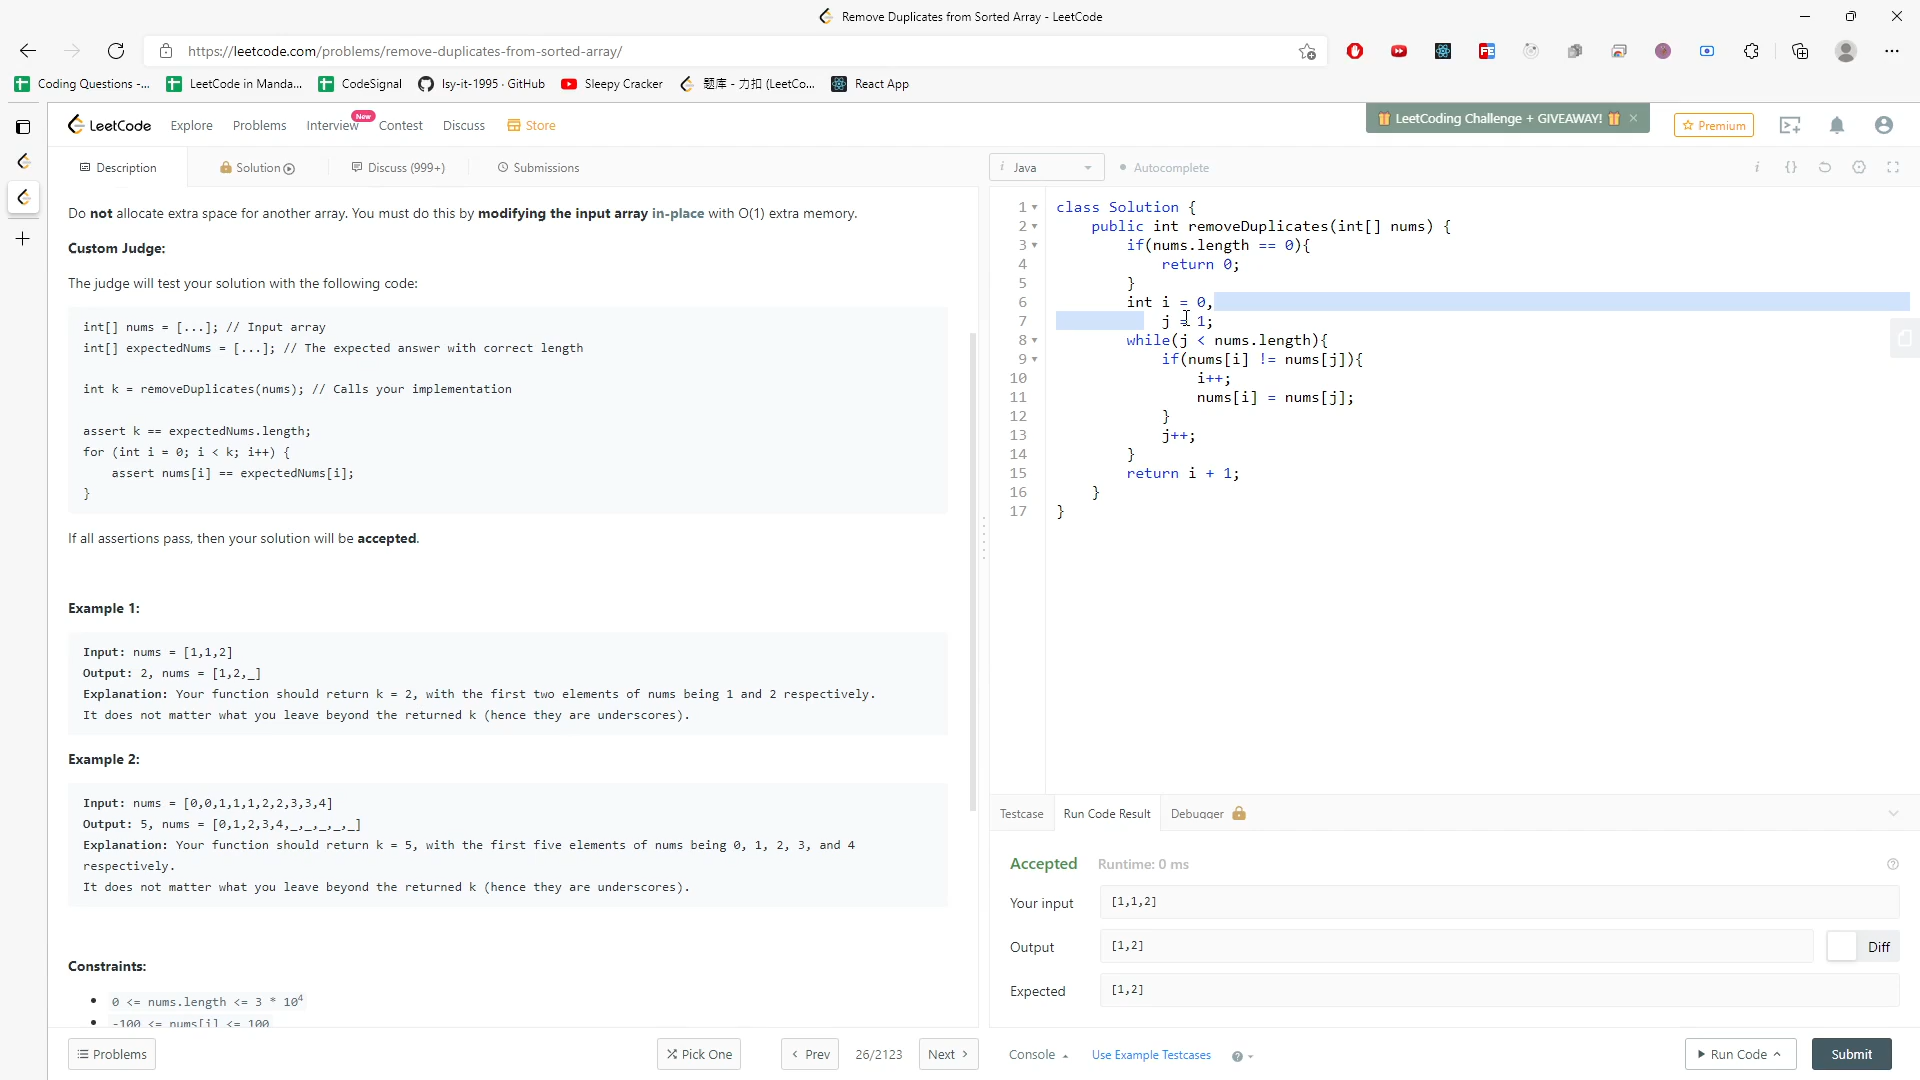 Remove Duplicates from Sorted Array - LeetCode
https://leetcode.com/problems/remove-duplicates-from-sorted-array/
Coding Questions -... LeetCode in Manda... CodeSignal lsy-it-1995 · GitHub Sleepy Cracker 题库 - 力扣 (LeetCo... React App
LeetCode Explore Problems Interview New Contest Discuss Store LeetCoding Challenge + GIVEAWAY! × Premium
Description Solution Discuss (999+) Submissions
i Java Autocomplete
Do not allocate extra space for another array. You must do this by modifying the input array in-place with O(1) extra memory.
Custom Judge:
The judge will test your solution with the following code:
int[] nums = [...]; // Input array
int[] expectedNums = [...]; // The expected answer with correct length
int k = removeDuplicates(nums); // Calls your implementation
assert k == expectedNums.length;
for (int i = 0; i < k; i++) {
    assert nums[i] == expectedNums[i];
}
If all assertions pass, then your solution will be accepted.
Example 1:
Input: nums = [1,1,2]
Output: 2, nums = [1,2,_]
Explanation: Your function should return k = 2, with the first two elements of nums being 1 and 2 respectively.
It does not matter what you leave beyond the returned k (hence they are underscores).
Example 2:
Input: nums = [0,0,1,1,1,2,2,3,3,4]
Output: 5, nums = [0,1,2,3,4,_,_,_,_,_]
Explanation: Your function should return k = 5, with the first five elements of nums being 0, 1, 2, 3, and 4
respectively.
It does not matter what you leave beyond the returned k (hence they are underscores).
Constraints:
• 0 <= nums.length <= 3 * 10⁴
• -100 <= nums[i] <= 100
Problems Pick One < Prev 26/2123 Next >
1 class Solution {
2     public int removeDuplicates(int[] nums) {
3         if(nums.length == 0){
4             return 0;
5         }
6         int i = 0,
7             j = 1;
8         while(j < nums.length){
9             if(nums[i] != nums[j]){
10                 i++;
11                 nums[i] = nums[j];
12             }
13             j++;
14         }
15         return i + 1;
16     }
17 }
Testcase Run Code Result Debugger
Accepted Runtime: 0 ms
Your input [1,1,2]
Output [1,2] Diff
Expected [1,2]
Console Use Example Testcases Run Code Submit